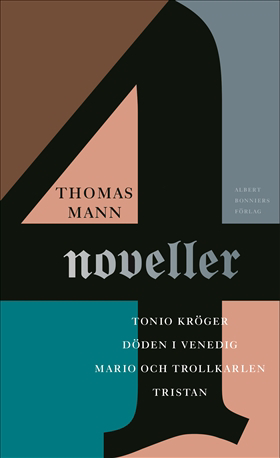 THOMAS
MANN
ALBERT
BONNIERS
FÖRLAG
4
noveller
TONIO KRÖGER
DÖDEN I VENEDIG
MARIO OCH TROLLKARLEN
TRISTAN